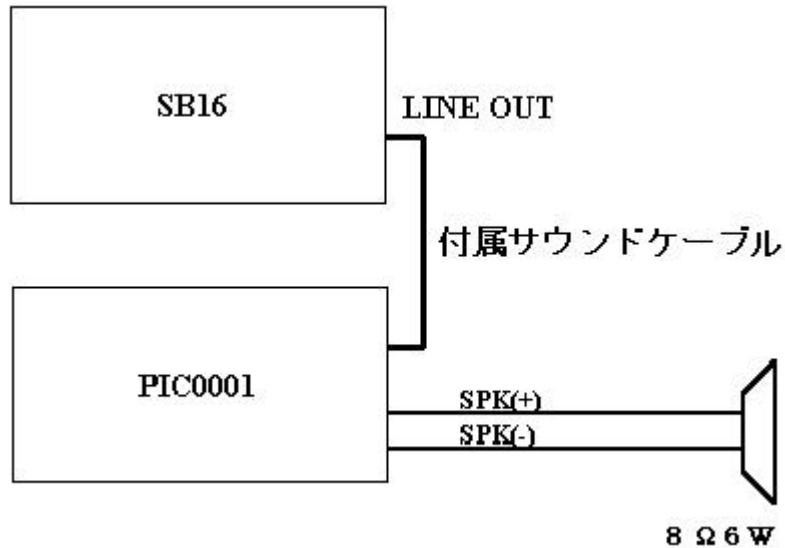 SB16
LINE OUT
付属サウンドケーブル
PIC0001
SPK(+)
SPK(-)
8 Ω 6 W